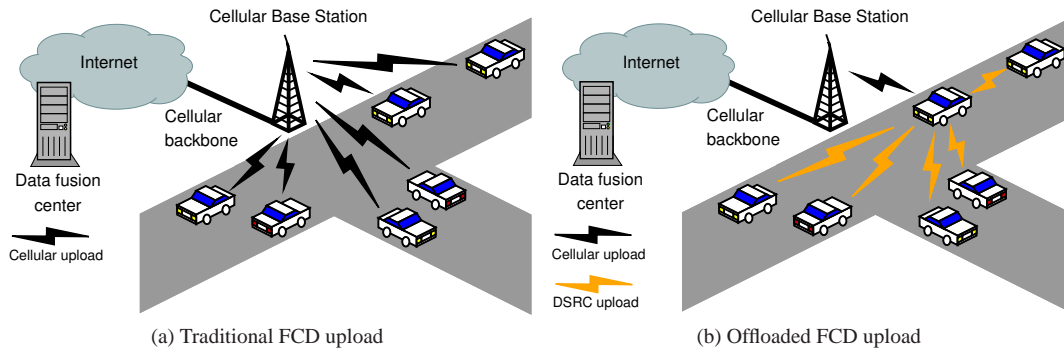 Cellular Base Station
Internet
Cellular
backbone
Data fusion
center
Cellular upload
(a) Traditional FCD upload
Cellular Base Station
Internet
Cellular
backbone
Data fusion
center
Cellular upload
DSRC upload
(b) Offloaded FCD upload